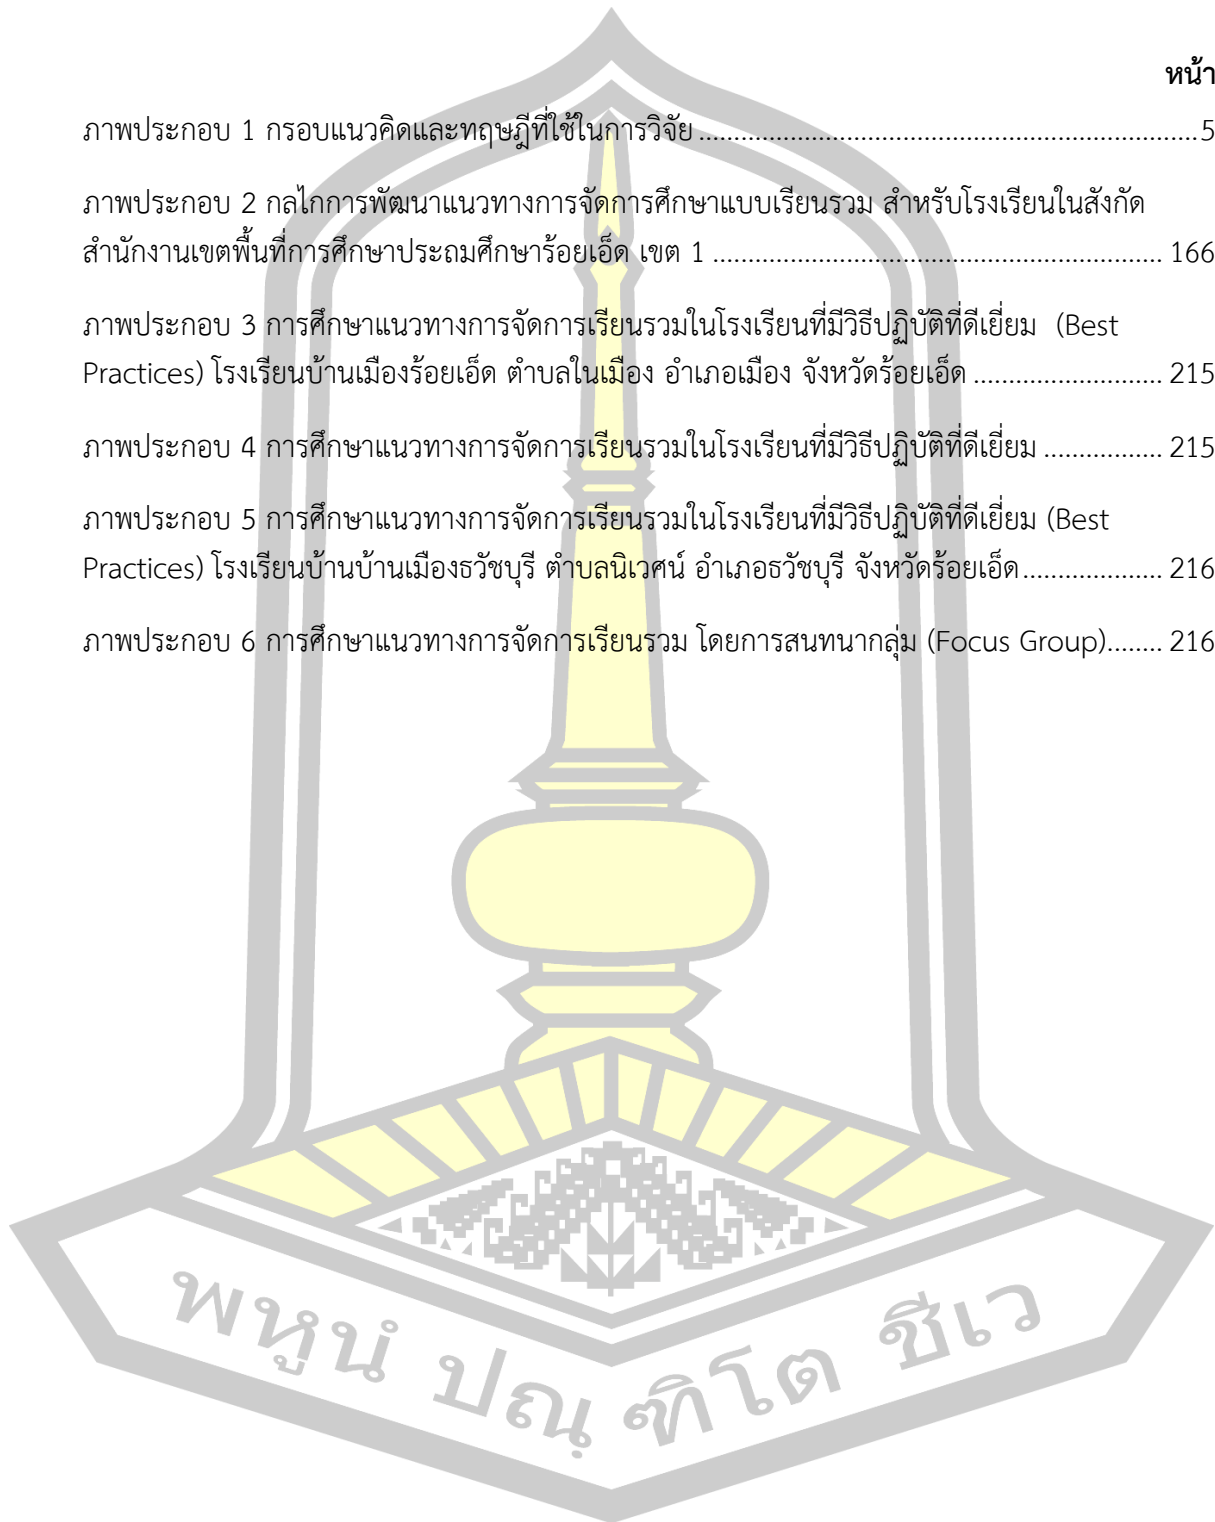 หน้า
ภาพประกอบ 1 กรอบแนวคิดและทฤษฎีที่ใช้ในการวิจัย ........................................................................5
ภาพประกอบ 2 กลไกการพัฒนาแนวทางการจัดการศึกษาแบบเรียนรวม สำหรับโรงเรียนในสังกัด
สำนักงานเขตพื้นที่การศึกษาประถมศึกษาร้อยเอ็ด เขต 1 ................................................................ 166
ภาพประกอบ 3 การศึกษาแนวทางการจัดการเรียนรวมในโรงเรียนที่มีวิธีปฏิบัติที่ดีเยี่ยม (Best
Practices) โรงเรียนบ้านเมืองร้อยเอ็ด ตำบลในเมือง อำเภอเมือง จังหวัดร้อยเอ็ด ........................... 215
ภาพประกอบ 4 การศึกษาแนวทางการจัดการเรียนรวมในโรงเรียนที่มีวิธีปฏิบัติที่ดีเยี่ยม ................. 215
ภาพประกอบ 5 การศึกษาแนวทางการจัดการเรียนรวมในโรงเรียนที่มีวิธีปฏิบัติที่ดีเยี่ยม (Best
Practices) โรงเรียนบ้านบ้านเมืองธวัชบุรี ตำบลนิเวศน์ อำเภอธวัชบุรี จังหวัดร้อยเอ็ด.................... 216
ภาพประกอบ 6 การศึกษาแนวทางการจัดการเรียนรวม โดยการสนทนากลุ่ม (Focus Group)........ 216
พหูนํ ปณฺฑิโต ชีเว